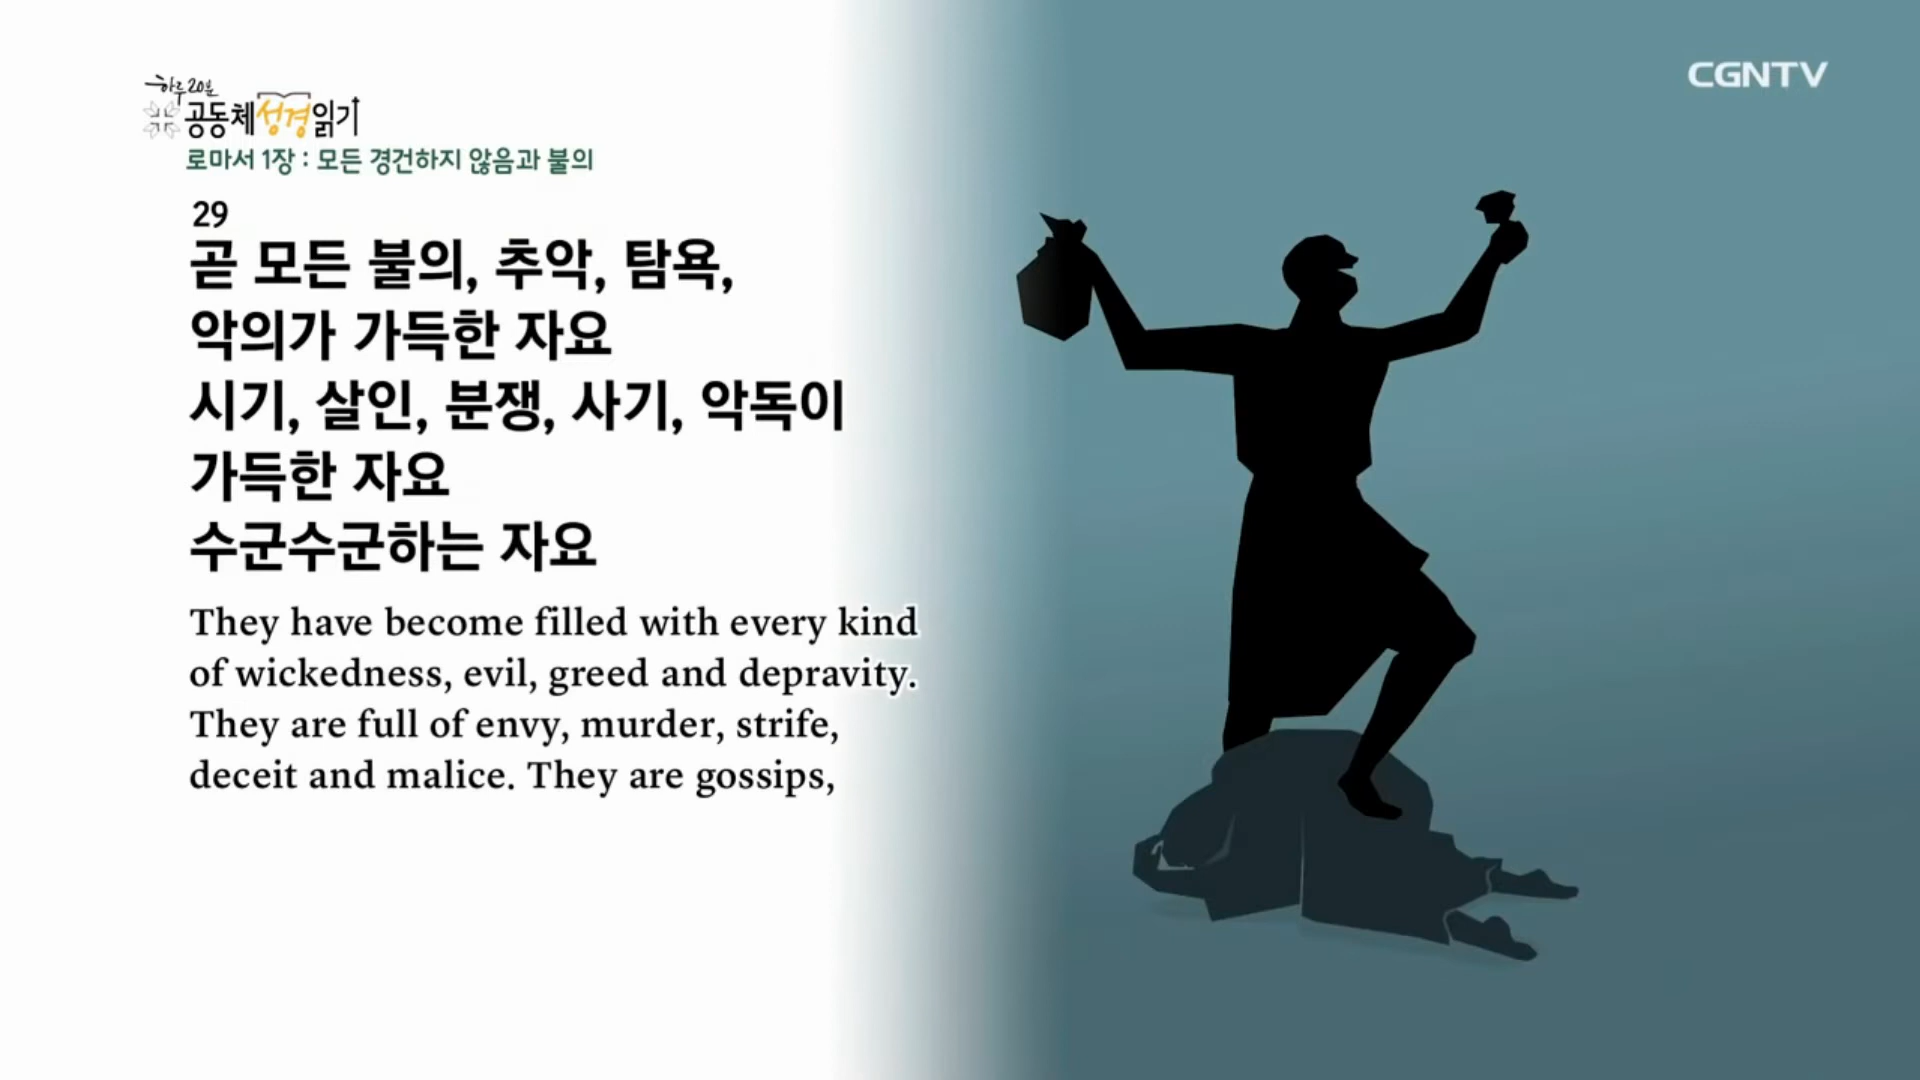 하루 20분
공동체성경읽기
CGNTV
로마서 1장 : 모든 경건하지 않음과 불의
29
곧 모든 불의, 추악, 탐욕,
악의가 가득한 자요
시기, 살인, 분쟁, 사기, 악독이
가득한 자요
수군수군하는 자요
They have become filled with every kind
of wickedness, evil, greed and depravity.
They are full of envy, murder, strife,
deceit and malice. They are gossips,